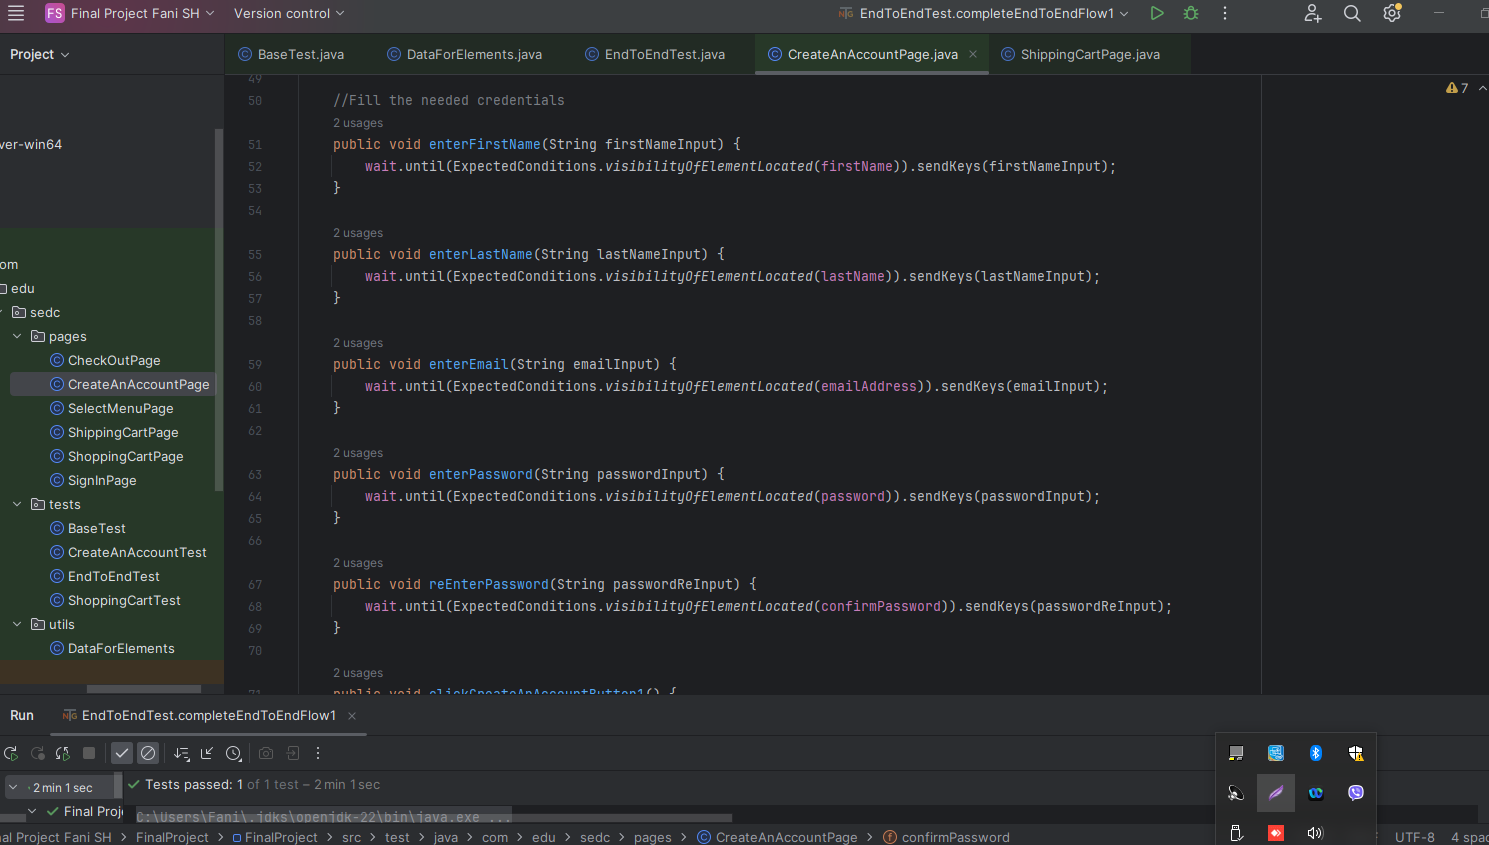 FS Final Project Fani SH Version control EndToEndTest.completeEndToEndFlow1
Project BaseTest.java DataForElements.java EndToEndTest.java CreateAnAccountPage.java ShippingCartPage.java
49
50 //Fill the needed credentials
2 usages
51 public void enterFirstName(String firstNameInput) {
52 wait.until(ExpectedConditions.visibilityOfElementLocated(firstName)).sendKeys(firstNameInput);
53 }
54
2 usages
55 public void enterLastName(String lastNameInput) {
56 wait.until(ExpectedConditions.visibilityOfElementLocated(lastName)).sendKeys(lastNameInput);
57 }
58
2 usages
59 public void enterEmail(String emailInput) {
60 wait.until(ExpectedConditions.visibilityOfElementLocated(emailAddress)).sendKeys(emailInput);
61 }
62
2 usages
63 public void enterPassword(String passwordInput) {
64 wait.until(ExpectedConditions.visibilityOfElementLocated(password)).sendKeys(passwordInput);
65 }
66
2 usages
67 public void reEnterPassword(String passwordReInput) {
68 wait.until(ExpectedConditions.visibilityOfElementLocated(confirmPassword)).sendKeys(passwordReInput);
69 }
70
2 usages
71 public void clickCreateAnAccountButton1() {
7
ver-win64
om
edu
sedc
pages
CheckOutPage
CreateAnAccountPage
SelectMenuPage
ShippingCartPage
ShoppingCartPage
SignInPage
tests
BaseTest
CreateAnAccountTest
EndToEndTest
ShoppingCartTest
utils
DataForElements
Run NG EndToEndTest.completeEndToEndFlow1
2 min 1 sec Tests passed: 1 of 1 test – 2 min 1 sec
Final Proj C:\Users\Fani\.jdks\openjdk-22\bin\java.exe ...
al Project Fani SH > FinalProject > FinalProject > src > test > java > com > edu > sedc > pages > CreateAnAccountPage > confirmPassword UTF-8 4 spac